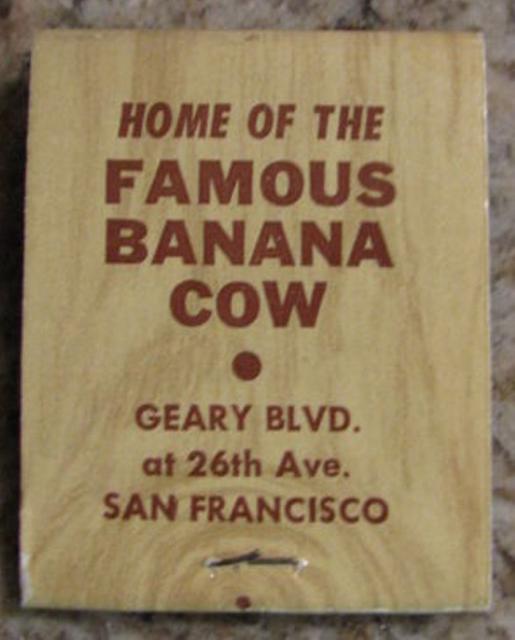 HOME OF THE
FAMOUS
BANANA
COW
GEARY BLVD.
at 26th Ave.
SAN FRANCISCO